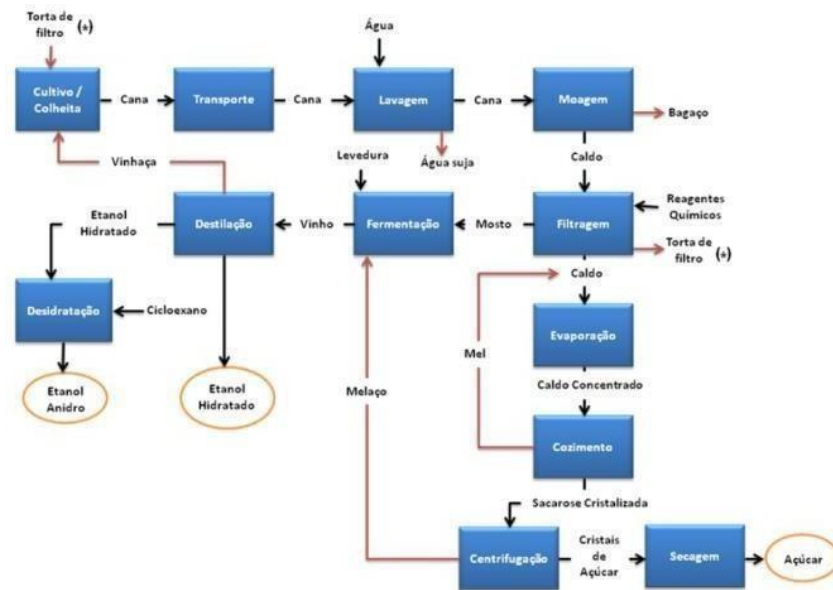 Torta de
filtro (*)
Água
Cultivo /
Colheita
Cana
Transporte
Cana
Lavagem
Cana
Moagem
Bagaço
Vinhaça
Levedura
Água suja
Caldo
Etanol
Hidratado
Destilação
Vinho
Fermentação
Mosto
Filtragem
Reagentes
Químicos
Torta de
filtro (*)
Caldo
Desidratação
Cicloexano
Evaporação
Mel
Etanol
Anidro
Etanol
Hidratado
Melaço
Caldo Concentrado
Cozimento
Sacarose Cristalizada
Centrifugação
Cristais
de
Açúcar
Secagem
Açúcar